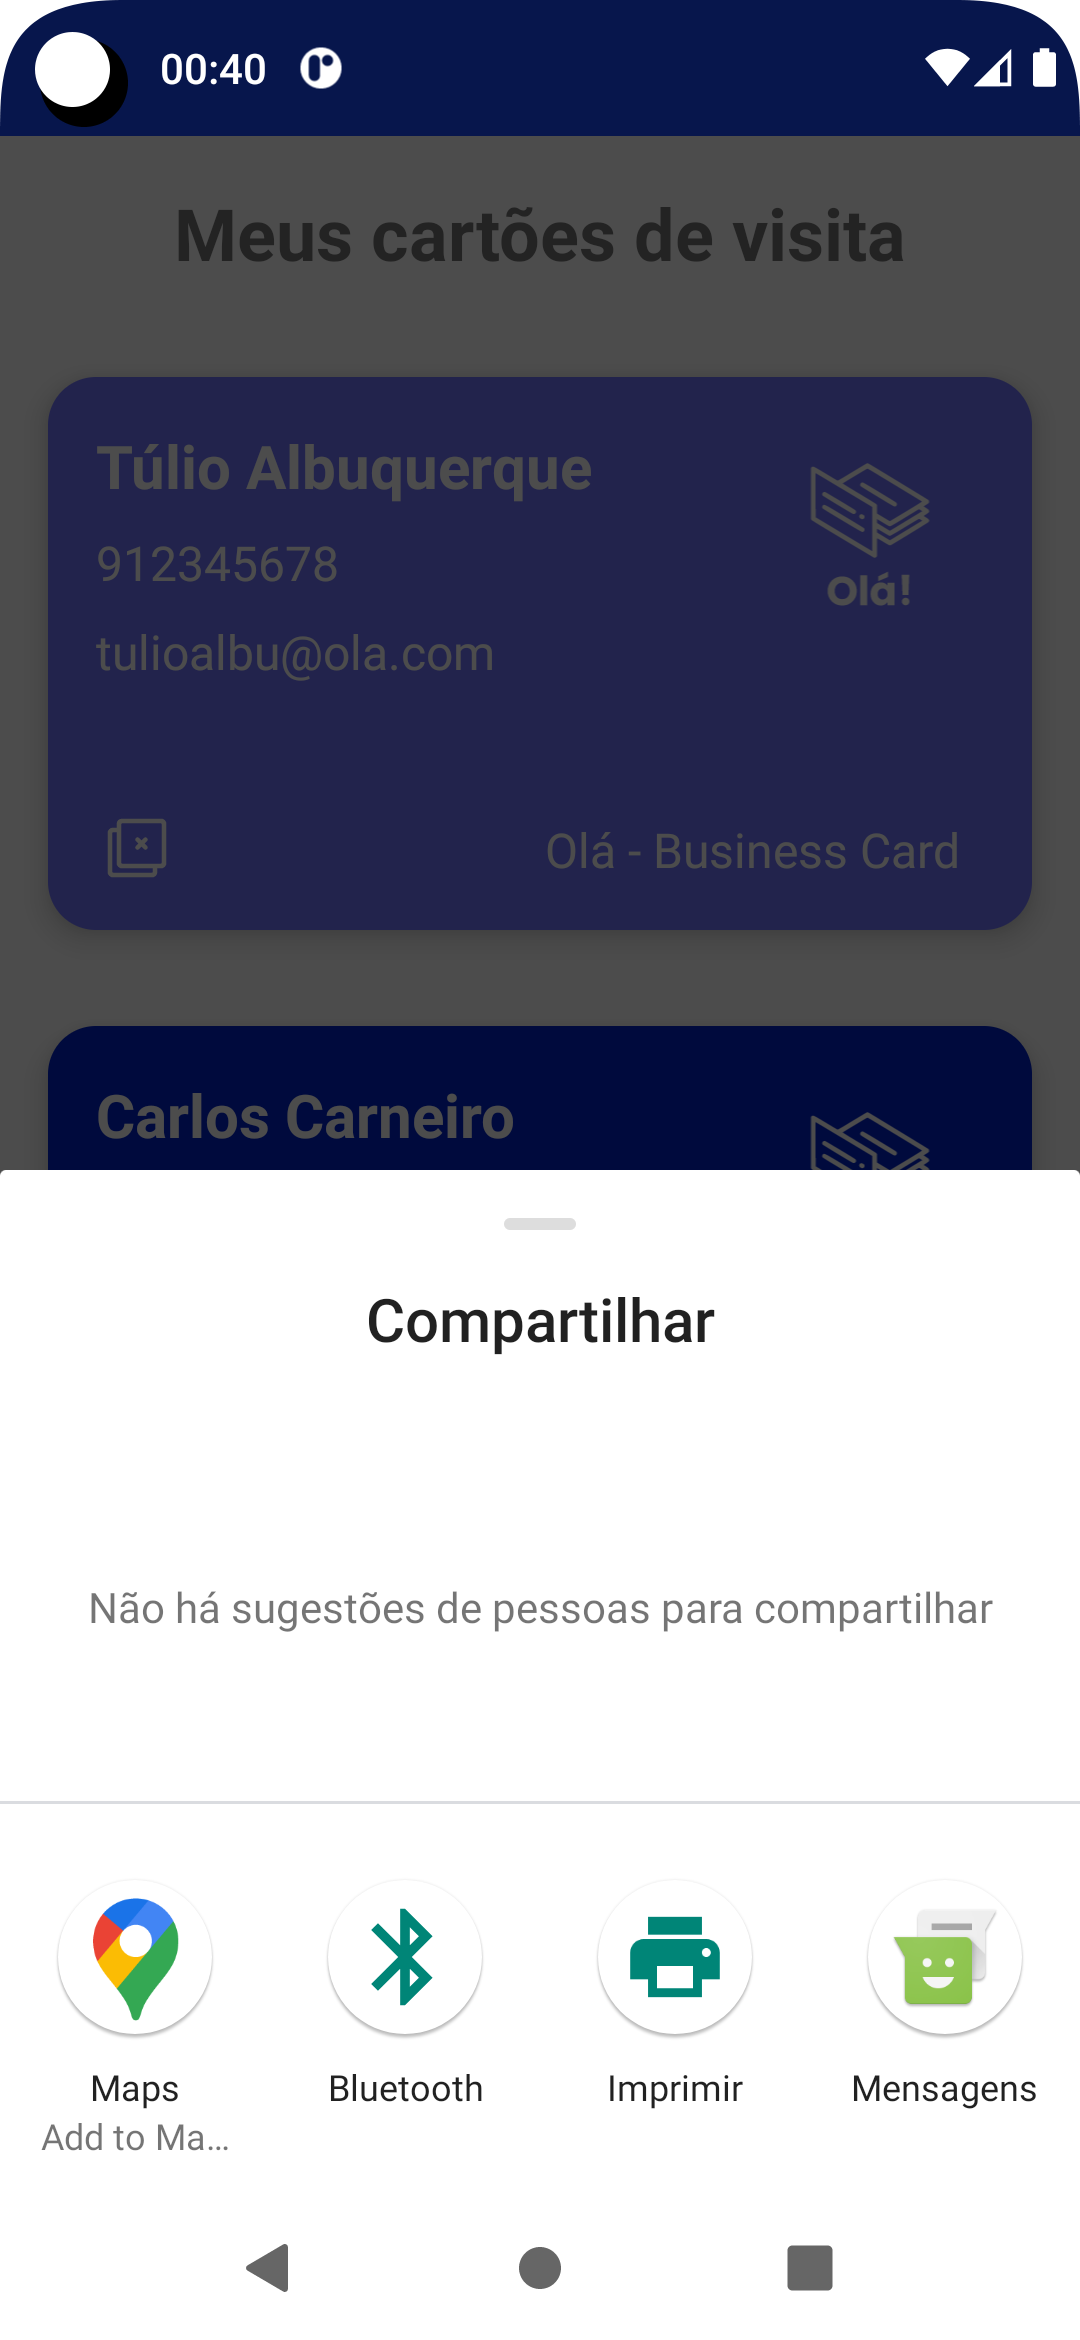 00:40
Meus cartões de visita
Túlio Albuquerque
912345678
tulioalbu@ola.com
Olá!
Olá - Business Card
Carlos Carneiro
Compartilhar
Não há sugestões de pessoas para compartilhar
Maps
Add to Ma...
Bluetooth
Imprimir
Mensagens